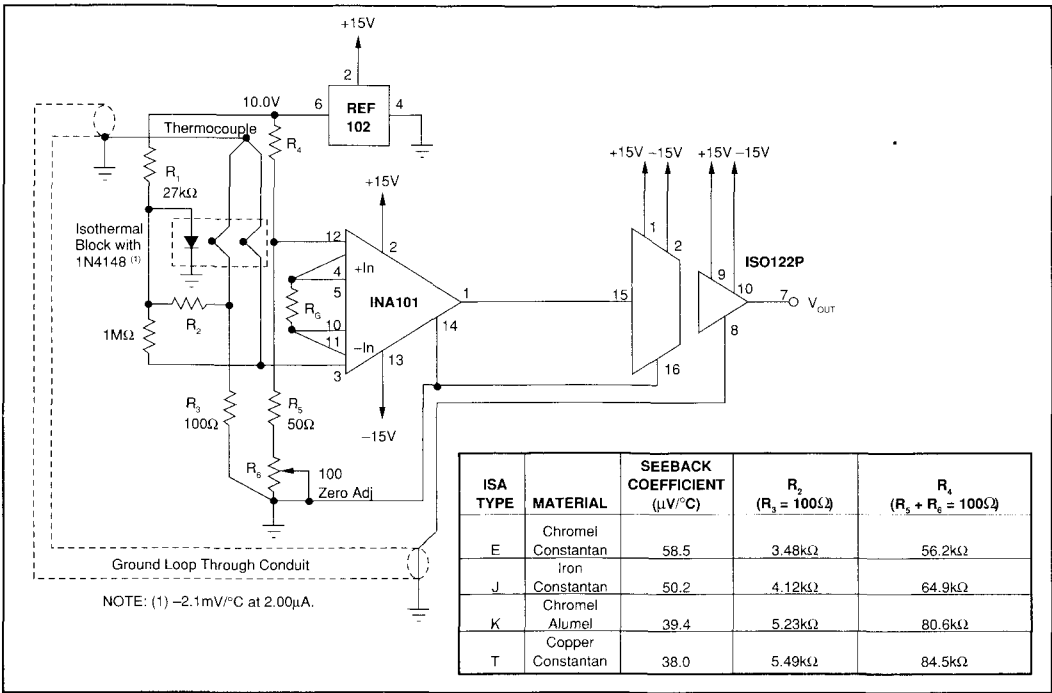 +15V
2
10.0V
6
REF
102
4
Thermocouple
R4
R1
27kΩ
+15V
+15V –15V
+15V –15V
Isothermal
Block with
1N4148 (1)
12
2
+In
4
5
RG
INA101
1
10
11
–In
14
13
3
1
2
15
16
9
10
ISO122P
7
VOUT
8
R2
1MΩ
R3
100Ω
R5
50Ω
–15V
R6
100
Zero Adj
Ground Loop Through Conduit
NOTE: (1) –2.1mV/°C at 2.00µA.
ISA TYPE MATERIAL SEEBACK COEFFICIENT (µV/°C) R2 (R3 = 100Ω) R4 (R5 + R6 = 100Ω)
E Chromel Constantan 58.5 3.48kΩ 56.2kΩ
J Iron Constantan 50.2 4.12kΩ 64.9kΩ
K Chromel Alumel 39.4 5.23kΩ 80.6kΩ
T Copper Constantan 38.0 5.49kΩ 84.5kΩ